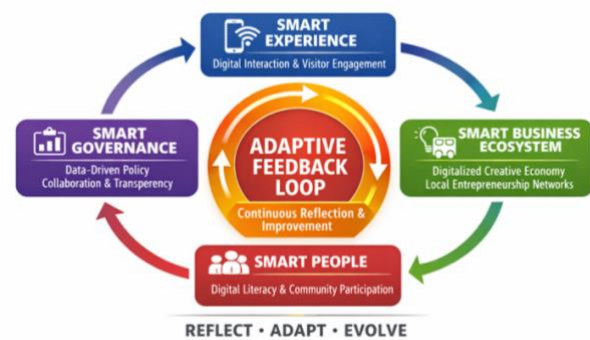 SMART
EXPERIENCE
Digital Interaction & Visitor Engagement
SMART
GOVERNANCE
Data-Driven Policy
Collaboration & Transperency
ADAPTIVE
FEEDBACK
LOOP
Continuous Reflection &
Improvement
SMART BUSINESS
ECOSYSTEM
Digitalized Creative Economy
Local Entrepreneurship Networks
SMART PEOPLE
Digital Literacy & Community Participation
REFLECT • ADAPT • EVOLVE